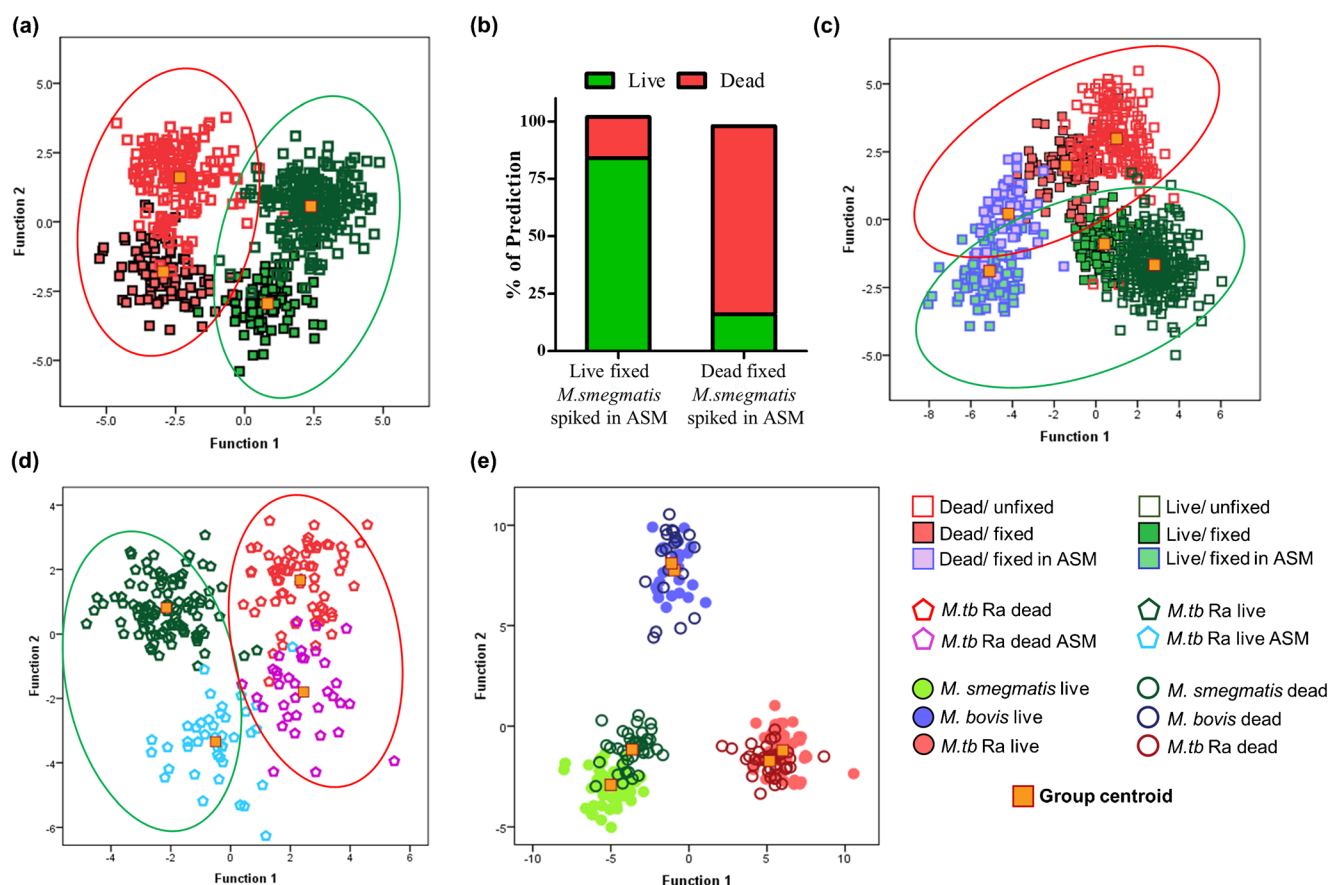 (a)
5.0
2.5
0.0
-2.5
-5.0
Function 2
-5.0
-2.5
0.0
2.5
5.0
Function 1
(b)
Live
Dead
% of Prediction
100
75
50
25
0
Live fixed
M.smegmatis
spiked in ASM
Dead fixed
M.smegmatis
spiked in ASM
(c)
5.0
2.5
0.0
-2.5
-5.0
Function 2
-8
-6
-4
-2
0
2
4
6
Function 1
(d)
4
2
0
-2
-4
-6
Function 2
-4
-2
0
2
4
6
Function 1
(e)
10
5
0
-5
Function 2
-10
-5
0
5
10
Function 1
Dead/ unfixed
Dead/ fixed
Dead/ fixed in ASM
Live/ unfixed
Live/ fixed
Live/ fixed in ASM
M.tb Ra dead
M.tb Ra dead ASM
M.tb Ra live
M.tb Ra live ASM
M. smegmatis live
M. bovis live
M.tb Ra live
M. smegmatis dead
M. bovis dead
M.tb Ra dead
Group centroid